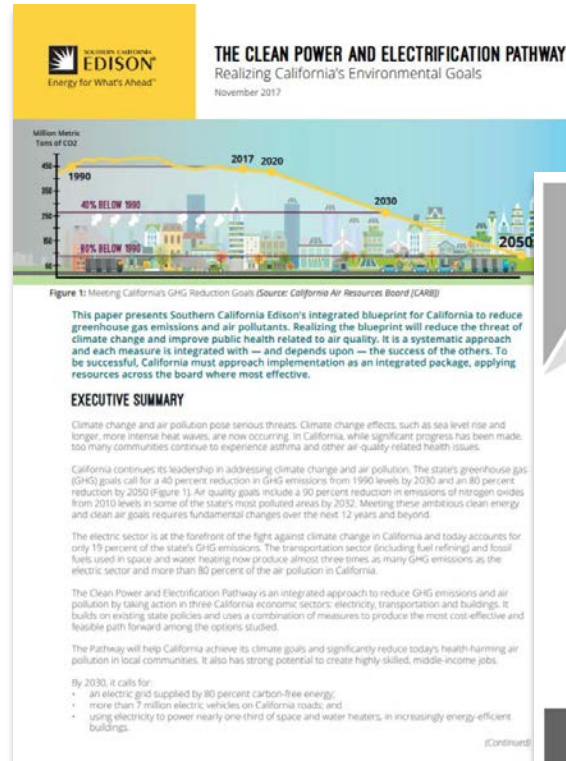 SOUTHERN CALIFORNIA
EDISON®
Energy for What's Ahead™
THE CLEAN POWER AND ELECTRIFICATION PATHWAY
Realizing California's Environmental Goals
November 2017
Million Metric
Tons of CO2
450
350
250
150
60
1990
2017
2020
2030
2050
40% BELOW 1990
80% BELOW 1990
Figure 1: Meeting California's GHG Reduction Goals (Source: California Air Resources Board [CARB])
This paper presents Southern California Edison's integrated blueprint for California to reduce
greenhouse gas emissions and air pollutants. Realizing the blueprint will reduce the threat of
climate change and improve public health related to air quality. It is a systematic approach
and each measure is integrated with — and depends upon — the success of the others. To
be successful, California must approach implementation as an integrated package, applying
resources across the board where most effective.
EXECUTIVE SUMMARY
Climate change and air pollution pose serious threats. Climate change effects, such as sea level rise and
longer, more intense heat waves, are now occurring. In California, while significant progress has been made,
too many communities continue to experience asthma and other air-quality-related health issues.
California continues its leadership in addressing climate change and air pollution. The state's greenhouse gas
(GHG) goals call for a 40 percent reduction in GHG emissions from 1990 levels by 2030 and an 80 percent
reduction by 2050 (Figure 1). Air quality goals include a 90 percent reduction in emissions of nitrogen oxides
from 2010 levels in some of the state's most polluted areas by 2032. Meeting these ambitious clean energy
and clean air goals requires fundamental changes over the next 12 years and beyond.
The electric sector is at the forefront of the fight against climate change in California and today accounts for
only 19 percent of the state's GHG emissions. The transportation sector (including fuel refining) and fossil
fuels used in space and water heating now produce almost three times as many GHG emissions as the
electric sector and more than 80 percent of the air pollution in California.
The Clean Power and Electrification Pathway is an integrated approach to reduce GHG emissions and air
pollution by taking action in three California economic sectors: electricity, transportation and buildings. It
builds on existing state policies and uses a combination of measures to produce the most cost-effective and
feasible path forward among the options studied.
The Pathway will help California achieve its climate goals and significantly reduce today's health-harming air
pollution in local communities. It also has strong potential to create highly-skilled, middle-income jobs.
By 2030, it calls for:
• an electric grid supplied by 80 percent carbon-free energy;
• more than 7 million electric vehicles on California roads; and
• using electricity to power nearly one-third of space and water heaters, in increasingly energy-efficient
buildings.
(Continued)